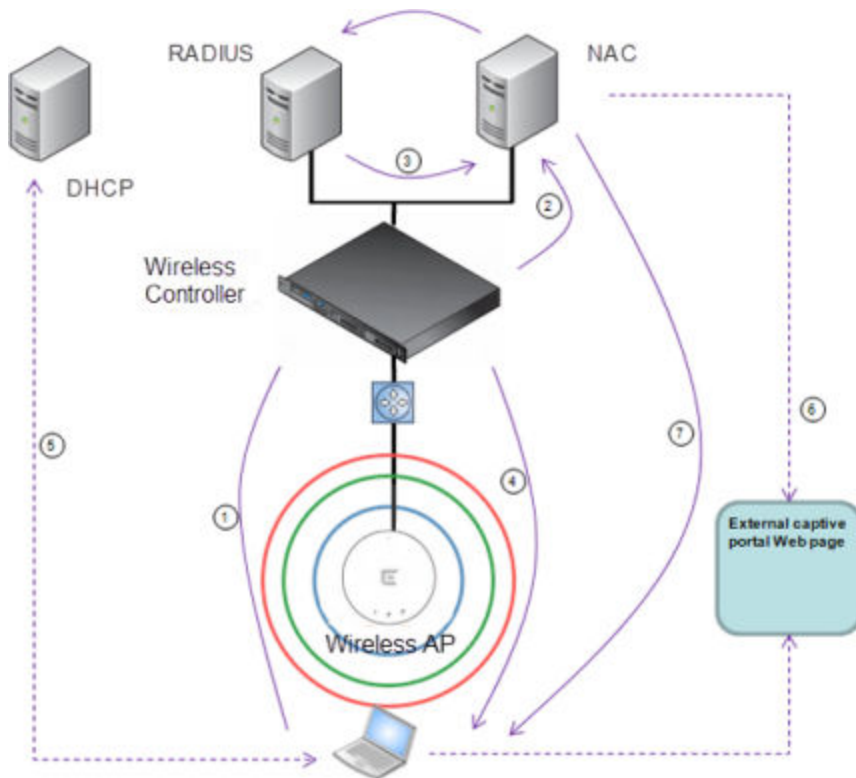 RADIUS
NAC
DHCP
3
2
Wireless
Controller
5
6
7
4
1
External captive
portal Web page
Wireless AP